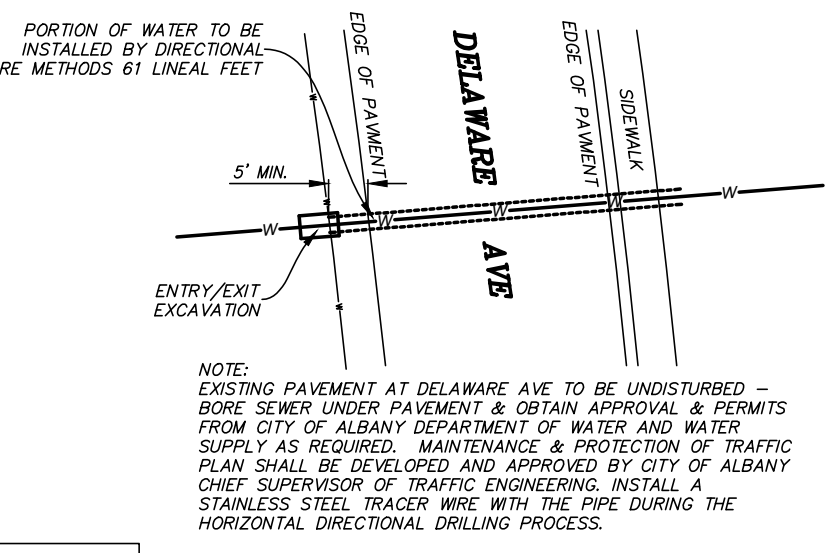 PORTION OF WATER TO BE
INSTALLED BY DIRECTIONAL
RE METHODS 61 LINEAL FEET
EDGE OF PAVMENT
DELAWARE
AVE
EDGE OF PAVMENT
SIDEWALK
5' MIN.
w
w
w
W
W
W
W
W
ENTRY/EXIT
EXCAVATION
NOTE:
EXISTING PAVEMENT AT DELAWARE AVE TO BE UNDISTURBED –
BORE SEWER UNDER PAVEMENT & OBTAIN APPROVAL & PERMITS
FROM CITY OF ALBANY DEPARTMENT OF WATER AND WATER
SUPPLY AS REQUIRED. MAINTENANCE & PROTECTION OF TRAFFIC
PLAN SHALL BE DEVELOPED AND APPROVED BY CITY OF ALBANY
CHIEF SUPERVISOR OF TRAFFIC ENGINEERING. INSTALL A
STAINLESS STEEL TRACER WIRE WITH THE PIPE DURING THE
HORIZONTAL DIRECTIONAL DRILLING PROCESS.